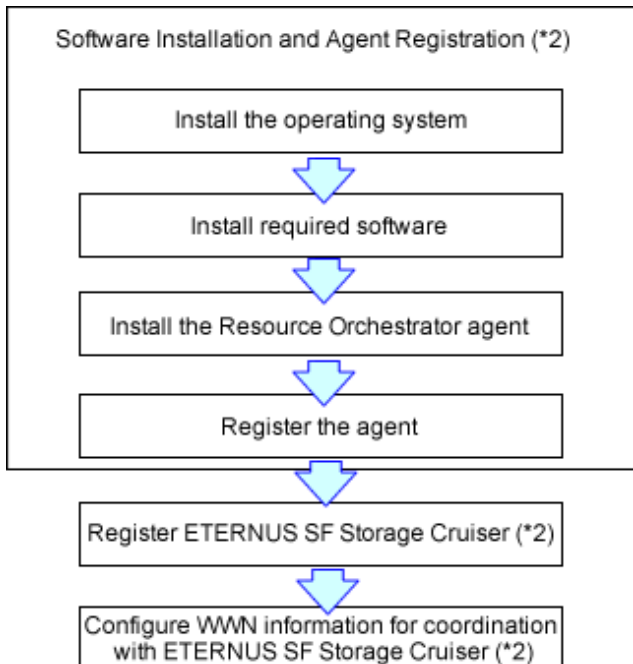 Software Installation and Agent Registration (*2)
Install the operating system
Install required software
Install the Resource Orchestrator agent
Register the agent
Register ETERNUS SF Storage Cruiser (*2)
Configure WWN information for coordination
with ETERNUS SF Storage Cruiser (*2)